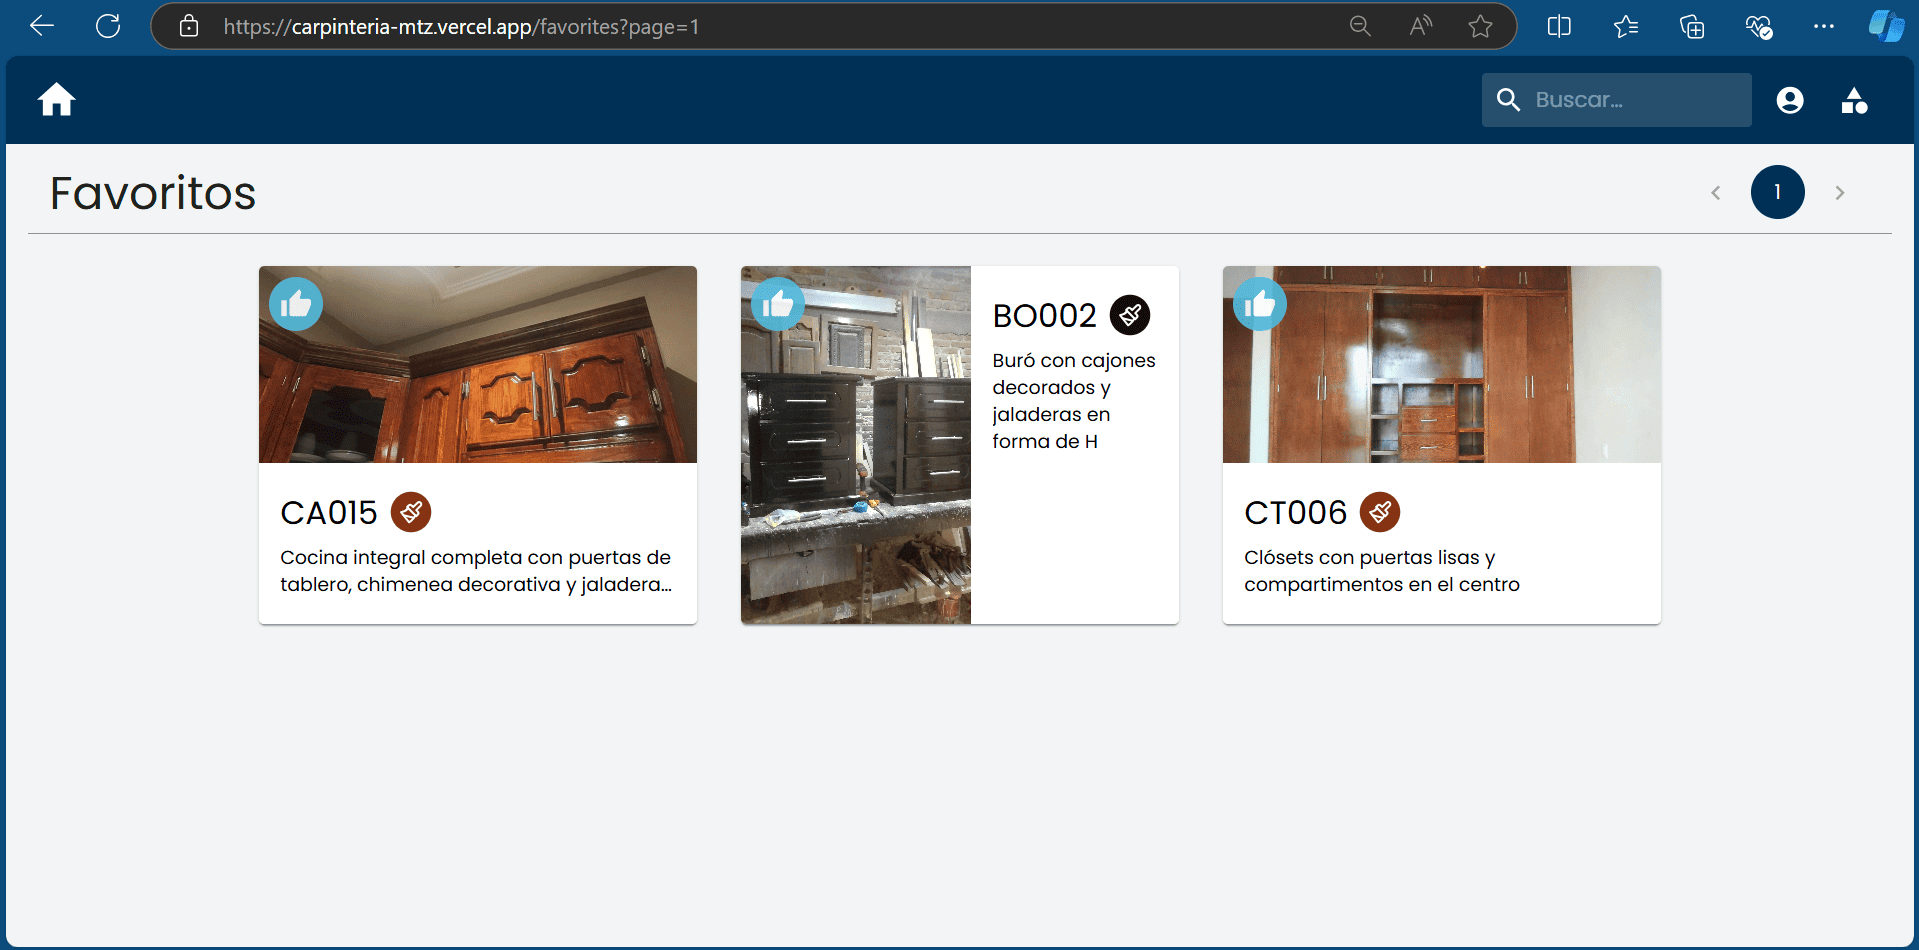 https://carpinteria-mtz.vercel.app/favorites?page=1
Buscar...
Favoritos
1
CA015
Cocina integral completa con puertas de
tablero, chimenea decorativa y jaladera...
BO002
Buró con cajones
decorados y
jaladeras en
forma de H
CT006
Clósets con puertas lisas y
compartimentos en el centro